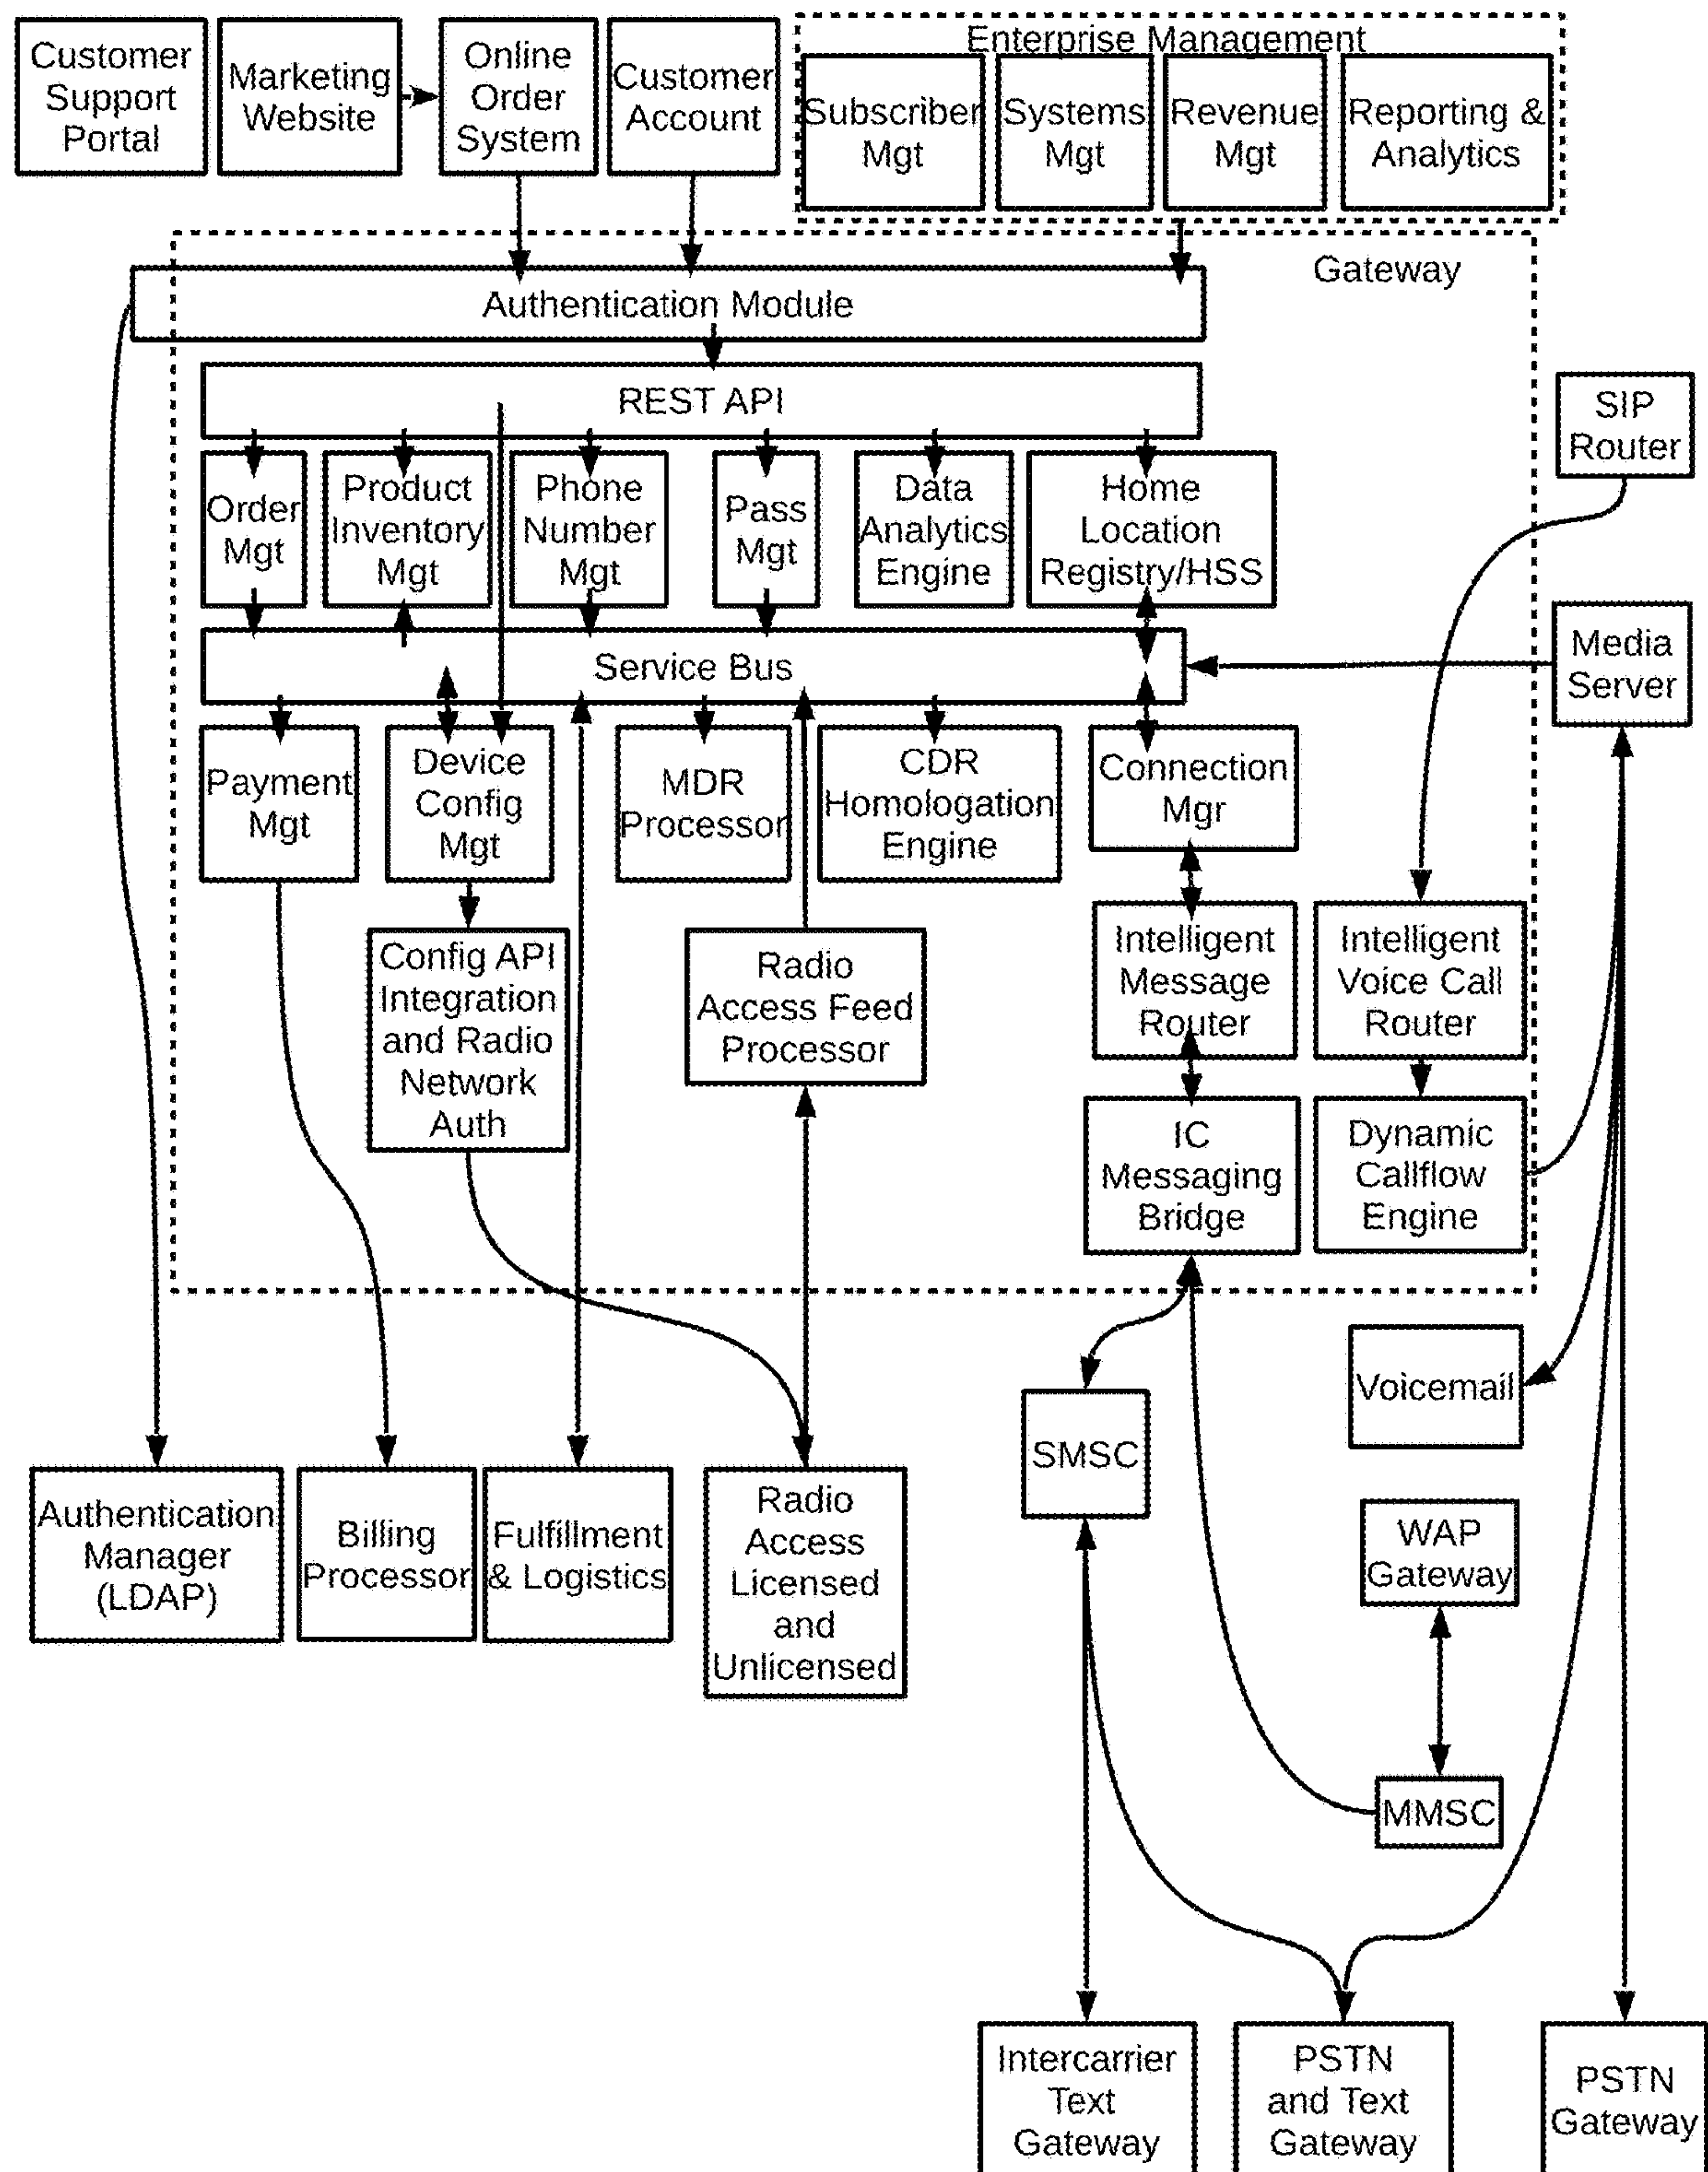 Customer
Support
Portal
Marketing
Website
Online
Order
System
Customer
Account
Enterprise Management
Subscriber
Mgt
Systems
Mgt
Revenue
Mgt
Reporting &
Analytics
Gateway
Authentication Module
REST API
SIP
Router
Order
Mgt
Product
Inventory
Mgt
Phone
Number
Mgt
Pass
Mgt
Data
Analytics
Engine
Home
Location
Registry/HSS
Service Bus
Media
Server
Payment
Mgt
Device
Config
Mgt
MDR
Processor
CDR
Homologation
Engine
Connection
Mgr
Config API
Integration
and Radio
Network
Auth
Radio
Access Feed
Processor
Intelligent
Message
Router
Intelligent
Voice Call
Router
IC
Messaging
Bridge
Dynamic
Callflow
Engine
Voicemail
SMSC
Authentication
Manager
(LDAP)
Billing
Processor
Fulfillment
& Logistics
Radio
Access
Licensed
and
Unlicensed
WAP
Gateway
MMSC
Intercarrier
Text
Gateway
PSTN
and Text
Gateway
PSTN
Gateway